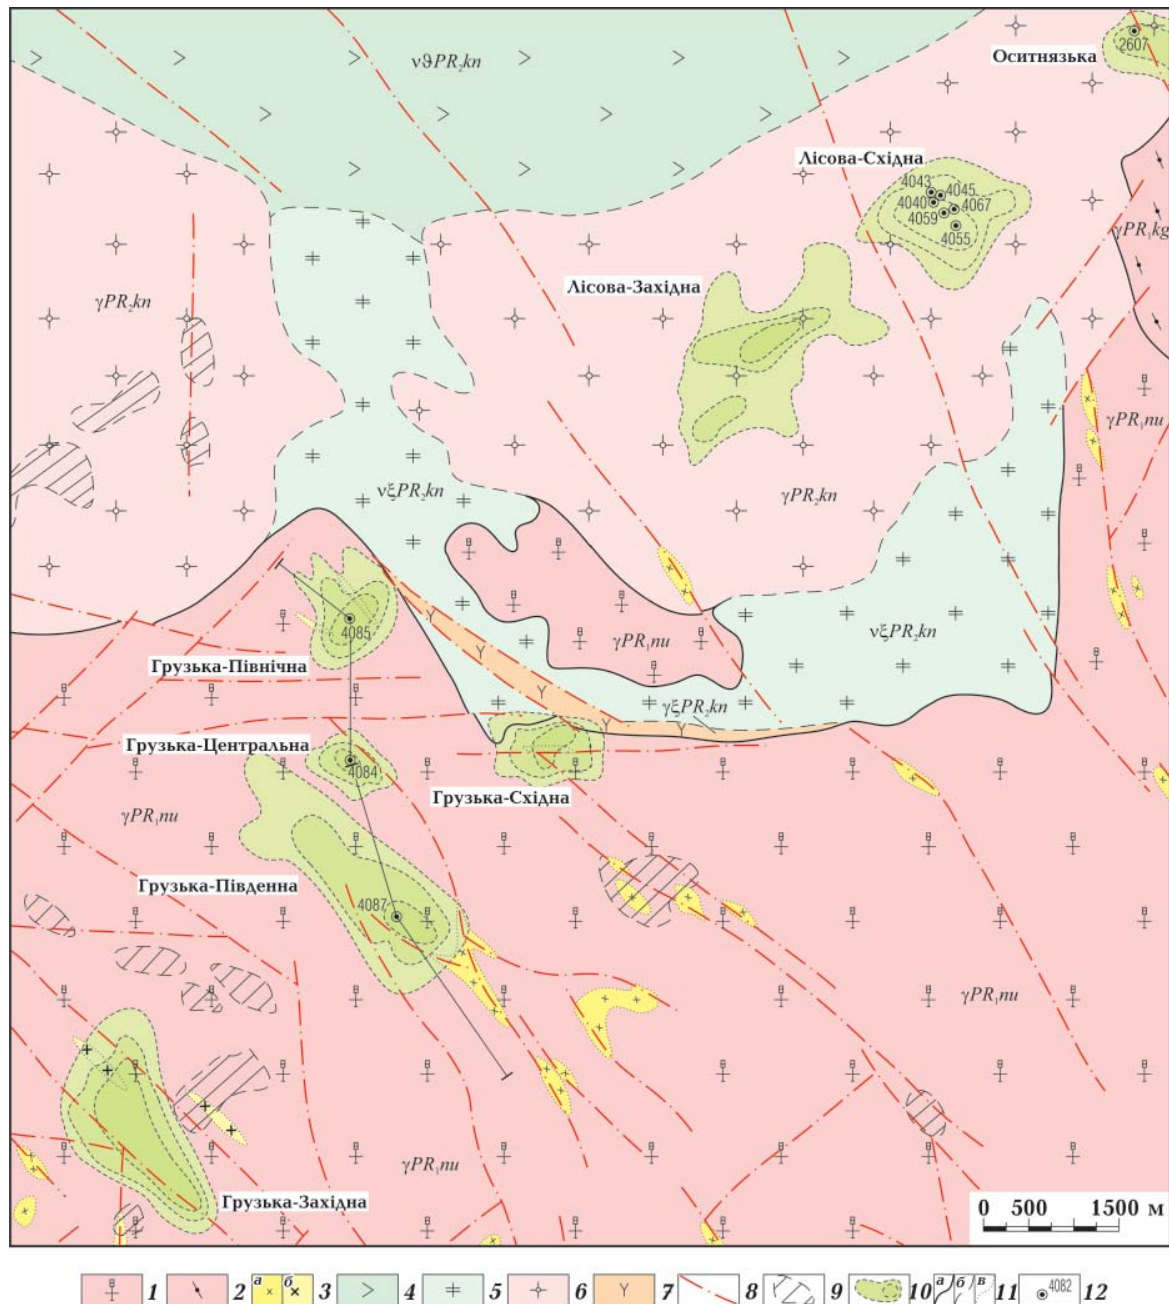 νϑPR₂kn
2607
Оситнязька
Лісова-Східна
4043
4045
4040
4067
4059
4055
γPR₁kg
Лісова-Західна
γPR₂kn
γPR₁nu
νξPR₂kn
γPR₂kn
νξPR₂kn
γPR₁nu
4085
Грузька-Північна
γξPR₂kn
Грузька-Центральна
4084
Грузька-Східна
γPR₁nu
Грузька-Південна
4087
γPR₁nu
γPR₁nu
Грузька-Західна
0 500 1500 м
1 2 а б 3 4 5 6 7 8 9 10 а б в 11 4082 12